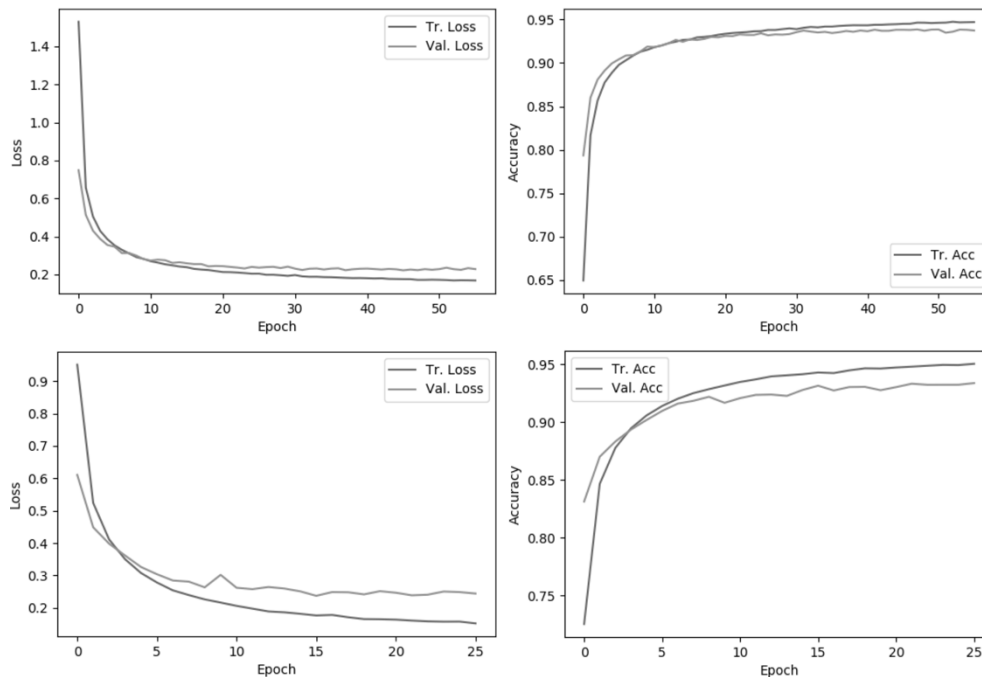 Tr. Loss
Val. Loss
1.4
1.2
1.0
0.8
0.6
0.4
0.2
Loss
0 10 20 30 40 50
Epoch
0.95
0.90
0.85
0.80
0.75
0.70
0.65
Accuracy
Tr. Acc
Val. Acc
0 10 20 30 40 50
Epoch
Tr. Loss
Val. Loss
0.9
0.8
0.7
0.6
0.5
0.4
0.3
0.2
Loss
0 5 10 15 20 25
Epoch
Tr. Acc
Val. Acc
0.95
0.90
0.85
0.80
0.75
Accuracy
0 5 10 15 20 25
Epoch